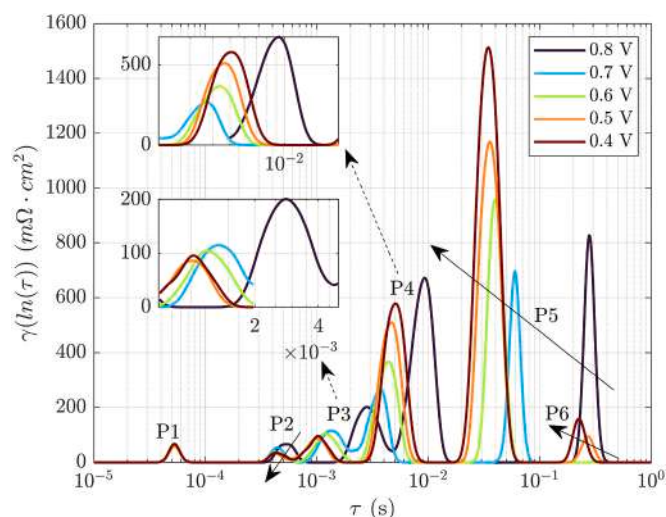 γ(ln(τ)) (mΩ · cm²)
1600
1400
1200
1000
800
600
400
200
0
500
0
10⁻²
200
100
0
2
4
×10⁻³
0.8 V
0.7 V
0.6 V
0.5 V
0.4 V
P1
P2
P3
P4
P5
P6
10⁻⁵
10⁻⁴
10⁻³
10⁻²
10⁻¹
10⁰
τ (s)